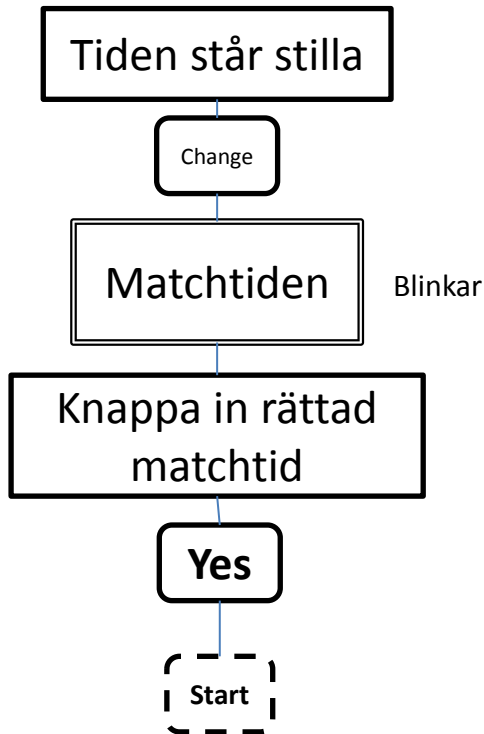 Tiden står stilla
Change
Matchtiden
Blinkar
Knappa in rättad
matchtid
Yes
Start